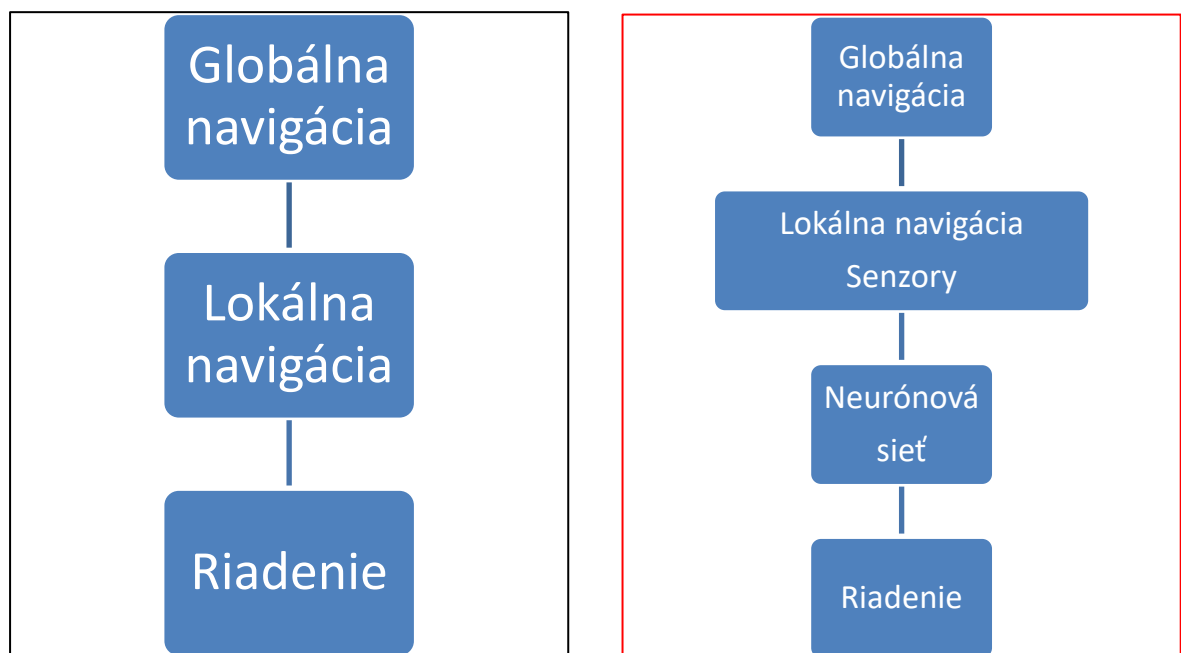 Globálna
navigácia
Lokálna
navigácia
Riadenie
Globálna
navigácia
Lokálna navigácia
Senzory
Neurónová
sieť
Riadenie